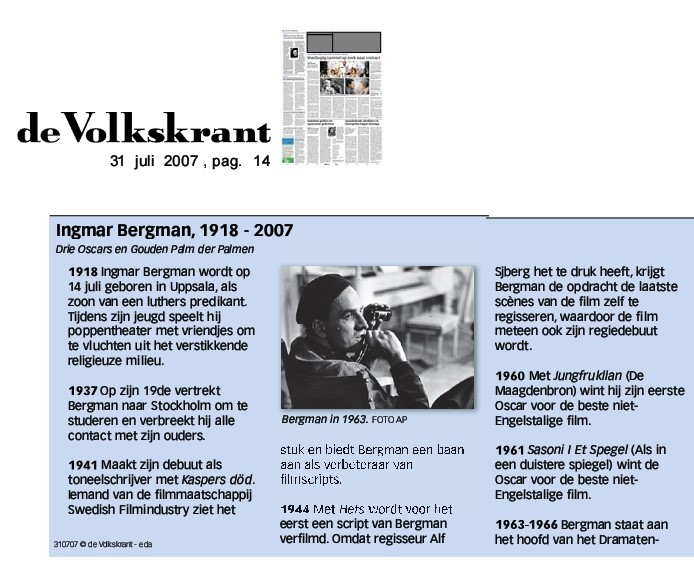 de Volkskrant
31 juli 2007 , pag. 14
Ingmar Bergman, 1918 - 2007
Drie Oscars en Gouden Palm der Palmen
1918 Ingmar Bergman wordt op
14 juli geboren in Uppsala, als
zoon van een luthers predikant.
Tijdens zijn jeugd speelt hij
poppentheater met vriendjes om
te vluchten uit het verstikkende
religieuze milieu.
1937 Op zijn 19de vertrekt
Bergman naar Stockholm om te
studeren en verbreekt hij alle
contact met zijn ouders.
1941 Maakt zijn debuut als
toneelschrijver met Kaspers död.
Iemand van de filmmaatschappij
Swedish Filmindustry ziet het
Bergman in 1963. FOTO AP
stuk en biedt Bergman een baan
aan als verbeteraar van
filmscripts.
1944 Met Hets wordt voor het
eerst een script van Bergman
verfilmd. Omdat regisseur Alf
Sjberg het te druk heeft, krijgt
Bergman de opdracht de laatste
scènes van de film zelf te
regisseren, waardoor de film
meteen ook zijn regiedebuut
wordt.
1960 Met Jungfrukllan (De
Maagdenbron) wint hij zijn eerste
Oscar voor de beste niet-
Engelstalige film.
1961 Sasoni I Et Spegel (Als in
een duistere spiegel) wint de
Oscar voor de beste niet-
Engelstalige film.
1963-1966 Bergman staat aan
het hoofd van het Dramaten-
310707 © de Volkskrant - eda